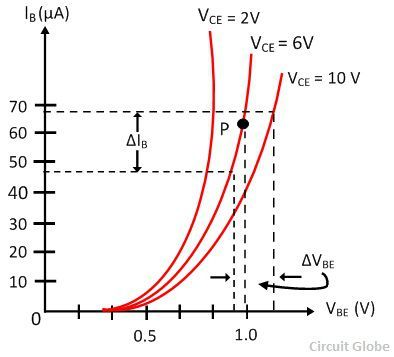 I_B (μA)
V_CE = 2V
V_CE = 6V
V_CE = 10 V
70
60
50
40
30
20
10
0
P
ΔI_B
ΔV_BE
0.5
1.0
V_BE (V)
Circuit Globe